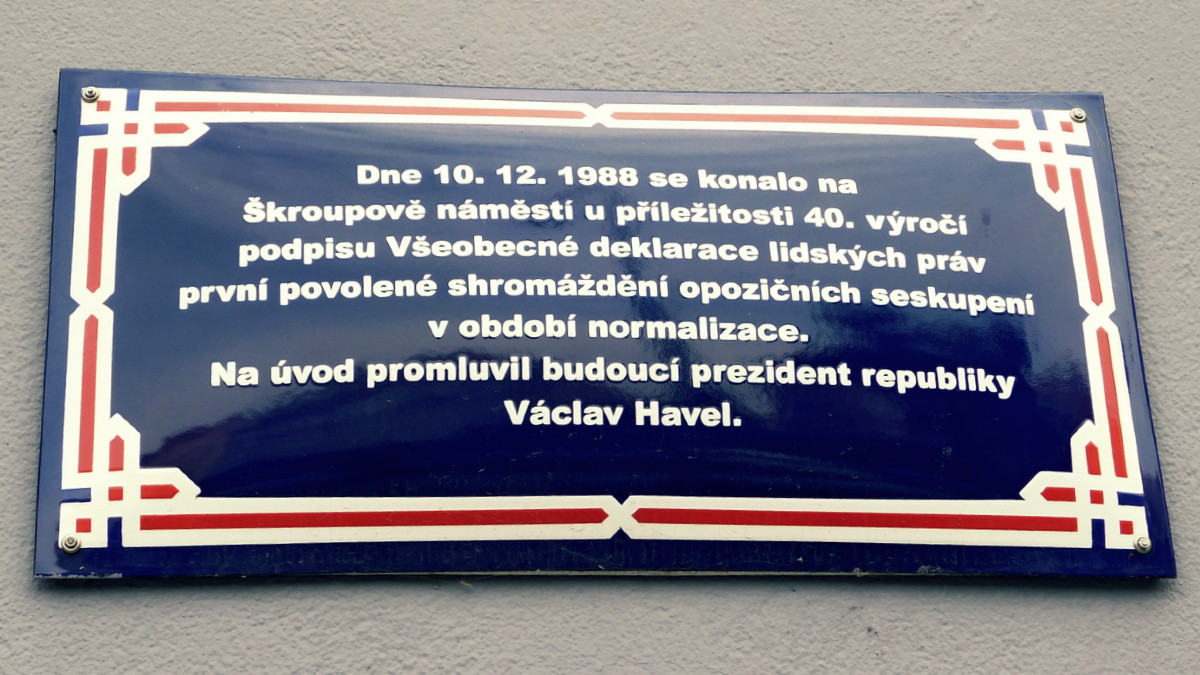 Dne 10. 12. 1988 se konalo na
Škroupově náměstí u příležitosti 40. výročí
podpisu Všeobecné deklarace lidských práv
první povolené shromáždění opozičních seskupení
v období normalizace.
Na úvod promluvil budoucí prezident republiky
Václav Havel.